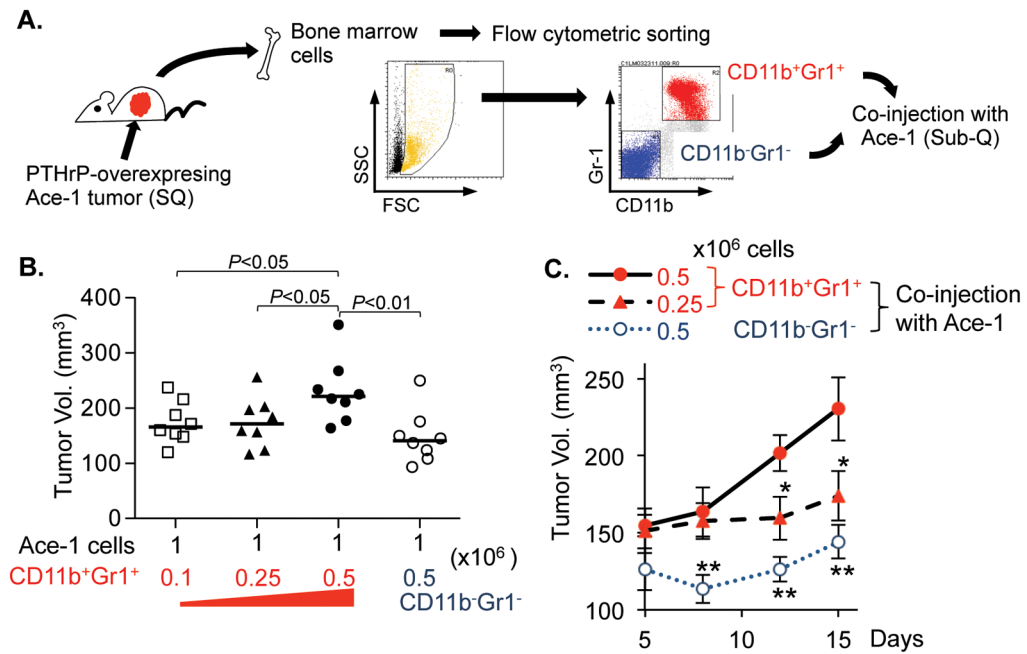 A.
Bone marrow
cells
Flow cytometric sorting
PTHrP-overexpresing
Ace-1 tumor (SQ)
R0
SSC
FSC
C1LM032311:009 R0
R2
CD11b⁺Gr1⁺
CD11b⁻Gr1⁻
Gr-1
CD11b
Co-injection with
Ace-1 (Sub-Q)
B.
P<0.05
P<0.05 P<0.01
Tumor Vol. (mm³)
400
300
200
100
0
Ace-1 cells 1 1 1 1 (x10⁶)
CD11b⁺Gr1⁺ 0.1 0.25 0.5 0.5
CD11b⁻Gr1⁻
C.
x10⁶ cells
0.5
0.25
CD11b⁺Gr1⁺
0.5 CD11b⁻Gr1⁻
Co-injection
with Ace-1
Tumor Vol. (mm³)
250
200
150
100
*
*
**
**
**
5 10 15 Days